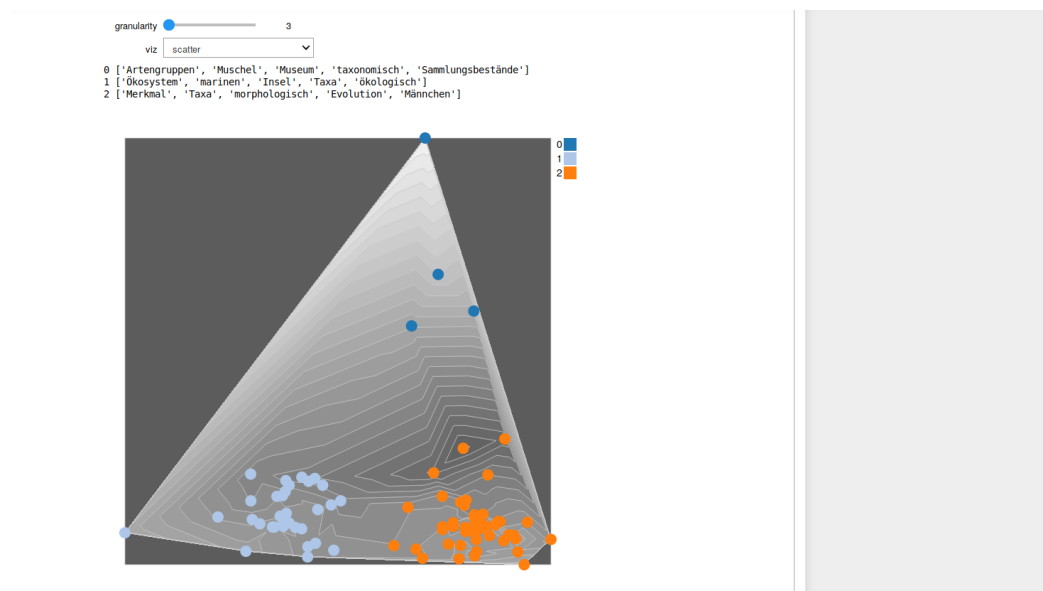 granularity 3
viz scatter
0 ['Artengruppen', 'Muschel', 'Museum', 'taxonomisch', 'Sammlungsbestände']
1 ['Ökosystem', 'marinen', 'Insel', 'Taxa', 'ökologisch']
2 ['Merkmal', 'Taxa', 'morphologisch', 'Evolution', 'Männchen']
0
1
2